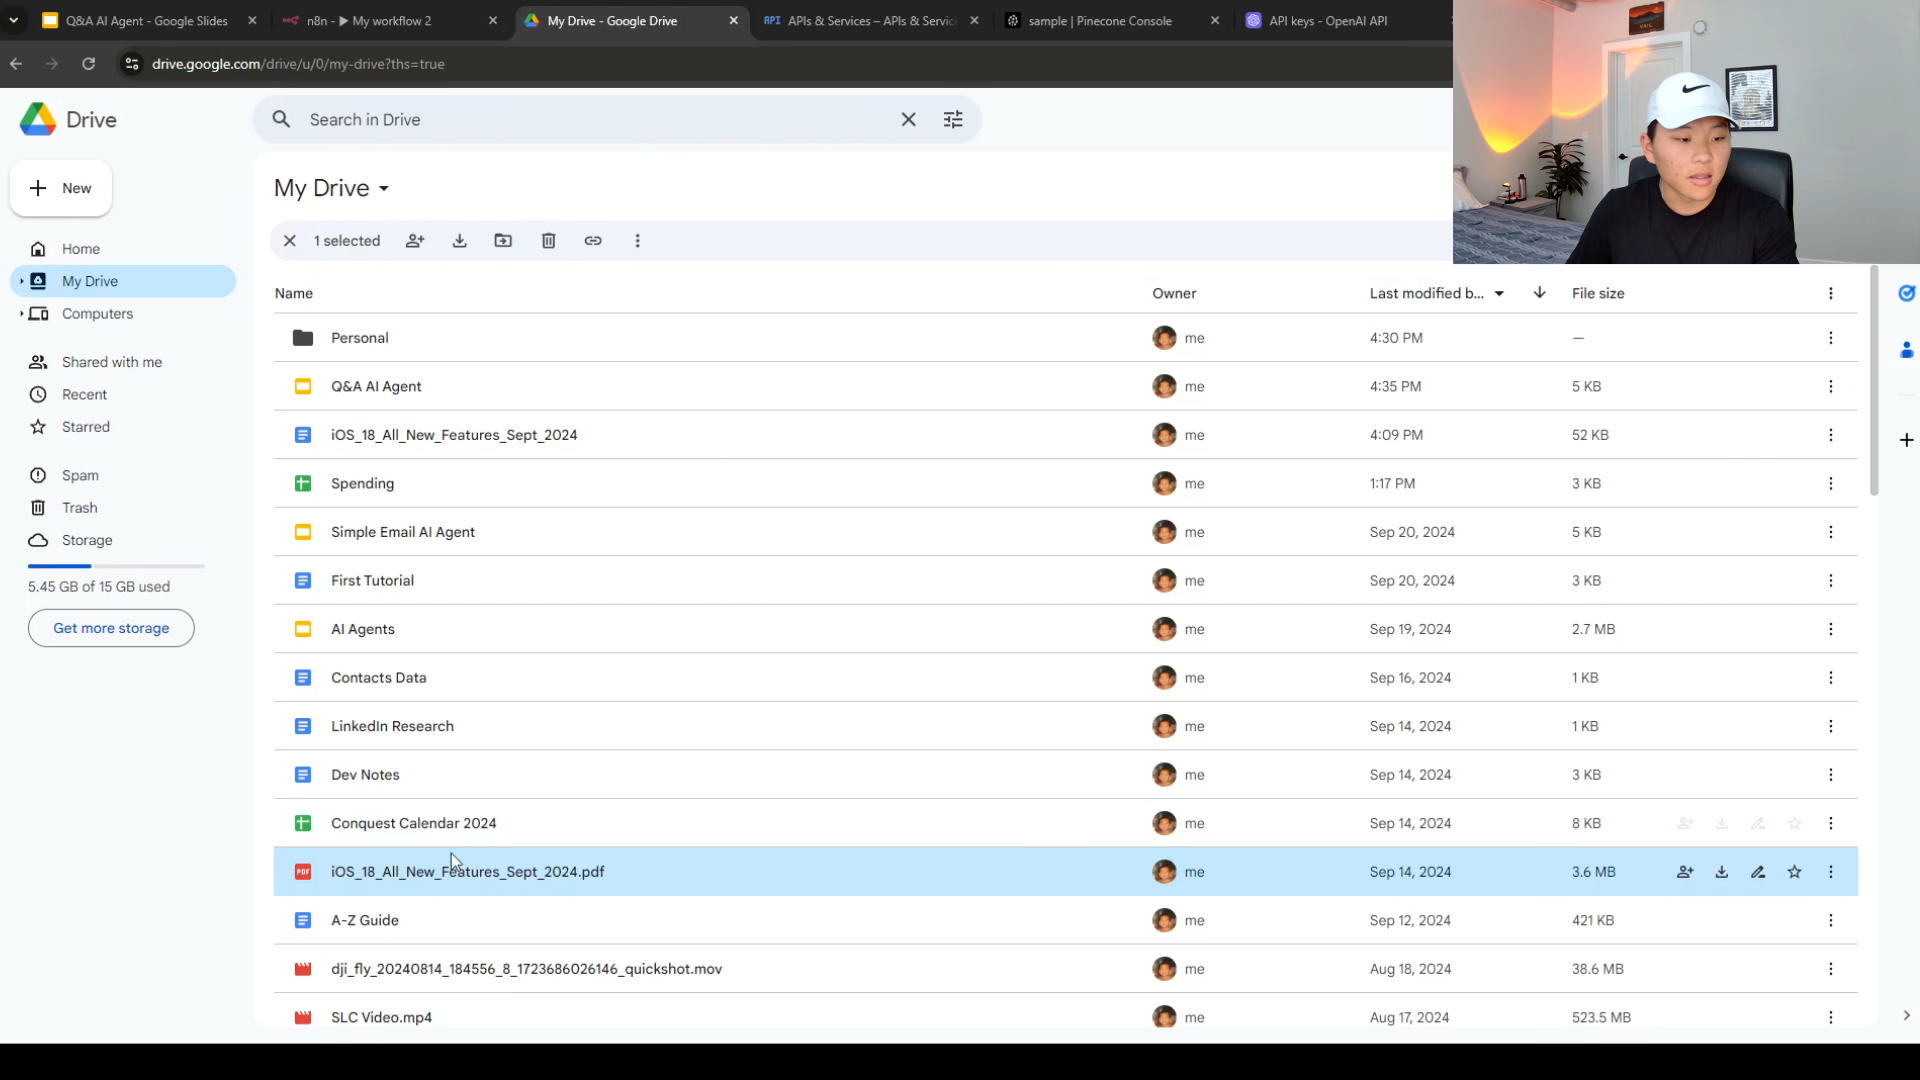 Q&A AI Agent - Google Slides
n8n - ▶ My workflow 2
My Drive - Google Drive
API APIs & Services – APIs & Servic
sample | Pinecone Console
API keys - OpenAI API
drive.google.com/drive/u/0/my-drive?ths=true
Drive
Search in Drive
New
My Drive
1 selected
Home
My Drive
Computers
Shared with me
Recent
Starred
Spam
Trash
Storage
5.45 GB of 15 GB used
Get more storage
Name Owner Last modified b... File size
Personal me 4:30 PM —
Q&A AI Agent me 4:35 PM 5 KB
iOS_18_All_New_Features_Sept_2024 me 4:09 PM 52 KB
Spending me 1:17 PM 3 KB
Simple Email AI Agent me Sep 20, 2024 5 KB
First Tutorial me Sep 20, 2024 3 KB
AI Agents me Sep 19, 2024 2.7 MB
Contacts Data me Sep 16, 2024 1 KB
LinkedIn Research me Sep 14, 2024 1 KB
Dev Notes me Sep 14, 2024 3 KB
Conquest Calendar 2024 me Sep 14, 2024 8 KB
PDF iOS_18_All_New_Features_Sept_2024.pdf me Sep 14, 2024 3.6 MB
A-Z Guide me Sep 12, 2024 421 KB
dji_fly_20240814_184556_8_1723686026146_quickshot.mov me Aug 18, 2024 38.6 MB
SLC Video.mp4 me Aug 17, 2024 523.5 MB
VAIL